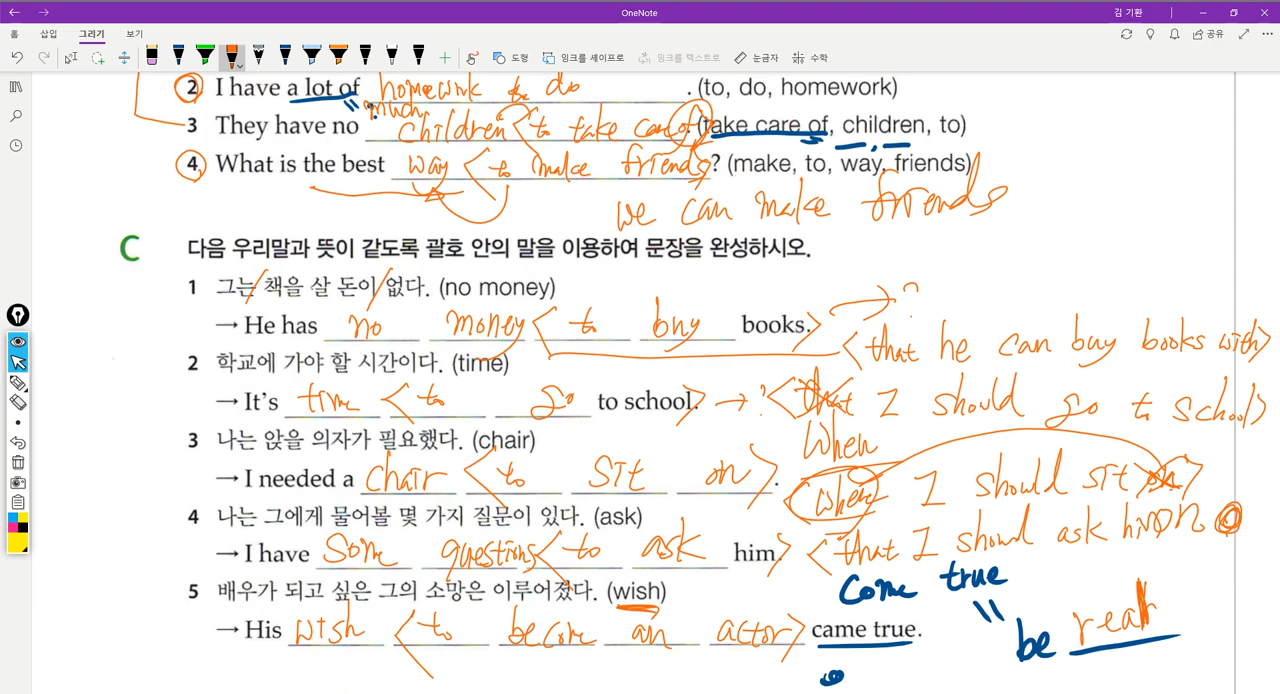 OneNote
김 기환
홈 삽입 그리기 보기
도형 잉크를 셰이프로 잉크를 텍스트로 눈금자 수학 공유
2 I have a lot of homework to do . (to, do, homework)
much
3 They have no children to take care of. (take care of, children, to)
4 What is the best way to make friends? (make, to, way, friends)
we can make friends
C 다음 우리말과 뜻이 같도록 괄호 안의 말을 이용하여 문장을 완성하시오.
1 그는 책을 살 돈이 없다. (no money)
→ He has no money < to buy books. > → ?
< that he can buy books with >
2 학교에 가야 할 시간이다. (time)
→ It's time < to go to school. > → ? < that I should go to school >
when
3 나는 앉을 의자가 필요했다. (chair)
→ I needed a chair < to sit on >. where I should sit on >
4 나는 그에게 물어볼 몇 가지 질문이 있다. (ask)
→ I have some questions < to ask him. > < that I should ask him
5 배우가 되고 싶은 그의 소망은 이루어졌다. (wish)
come true
→ His wish < to become an actor > came true.
be real